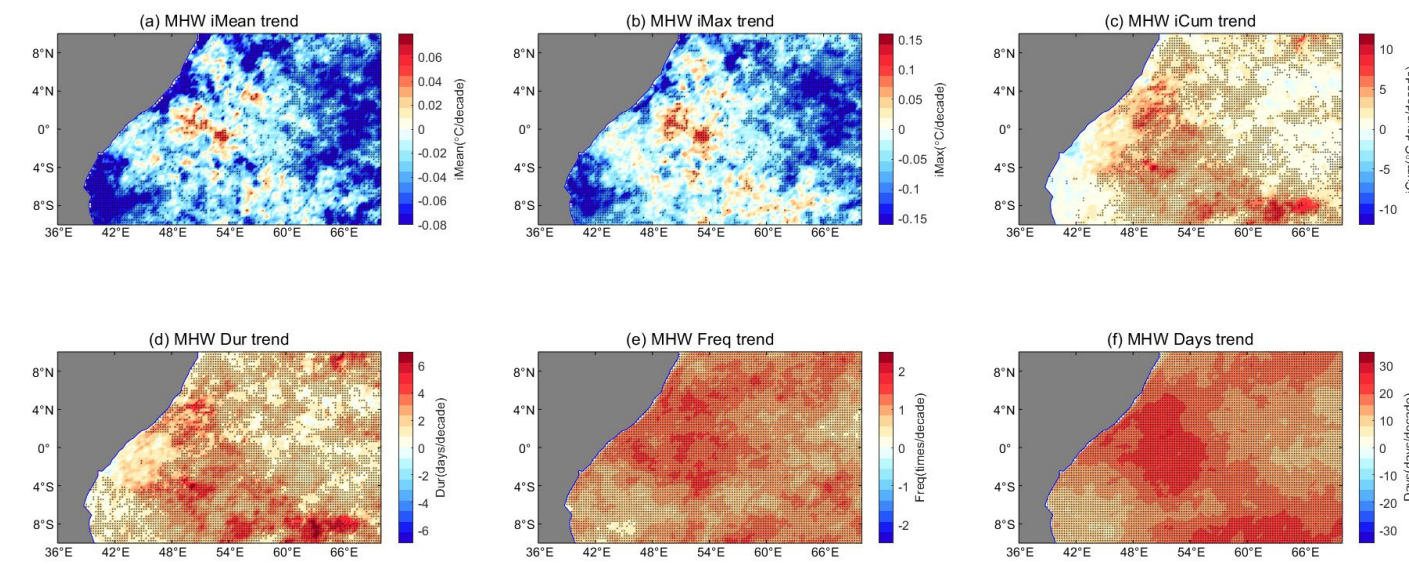 (a) MHW iMean trend
8°N
4°N
0°
4°S
8°S
36°E 42°E 48°E 54°E 60°E 66°E
0.06
0.04
0.02
0
-0.02
-0.04
-0.06
-0.08
iMean(°C/decade)
(b) MHW iMax trend
8°N
4°N
0°
4°S
8°S
36°E 42°E 48°E 54°E 60°E 66°E
0.15
0.1
0.05
0
-0.05
-0.1
-0.15
iMax(°C/decade)
(c) MHW iCum trend
8°N
4°N
0°
4°S
8°S
36°E 42°E 48°E 54°E 60°E 66°E
10
5
0
-5
-10
(d) MHW Dur trend
8°N
4°N
0°
4°S
8°S
36°E 42°E 48°E 54°E 60°E 66°E
6
4
2
0
-2
-4
-6
Dur(days/decade)
(e) MHW Freq trend
8°N
4°N
0°
4°S
8°S
36°E 42°E 48°E 54°E 60°E 66°E
2
1
0
-1
-2
Freq(times/decade)
(f) MHW Days trend
8°N
4°N
0°
4°S
8°S
36°E 42°E 48°E 54°E 60°E 66°E
30
20
10
0
-10
-20
-30
Days(days/decade)